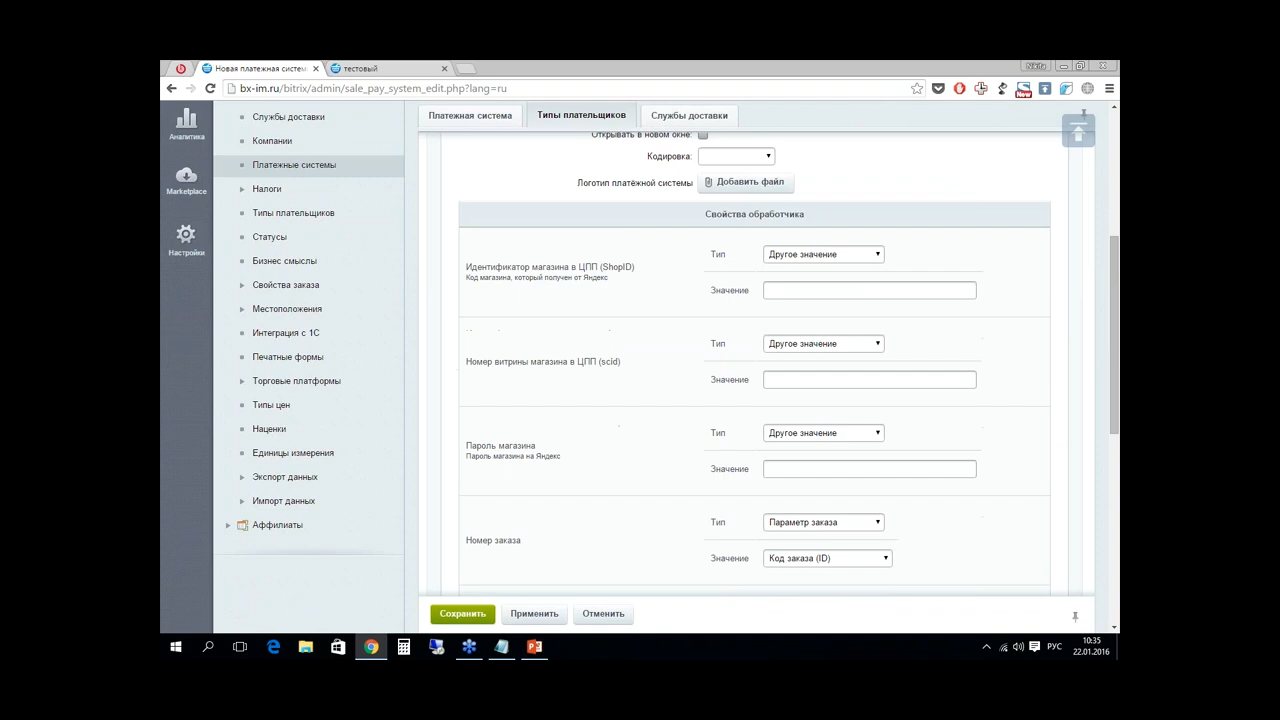 Новая платежная систем
тестовый
Nikita
bx-im.ru/bitrix/admin/sale_pay_system_edit.php?lang=ru
New
Аналитика
Marketplace
Настройки
Службы доставки
Компании
Платежные системы
Налоги
Типы плательщиков
Статусы
Бизнес смыслы
Свойства заказа
Местоположения
Интеграция с 1С
Печатные формы
Торговые платформы
Типы цен
Наценки
Единицы измерения
Экспорт данных
Импорт данных
Аффилиаты
Платежная система
Типы плательщиков
Службы доставки
Открывать в новом окне:
Кодировка:
Логотип платёжной системы
Добавить файл
Свойства обработчика
Идентификатор магазина в ЦПП (ShopID)
Код магазина, который получен от Яндекс
Тип
Другое значение
Значение
Номер витрины магазина в ЦПП (scid)
Тип
Другое значение
Значение
Пароль магазина
Пароль магазина на Яндекс
Тип
Другое значение
Значение
Номер заказа
Тип
Параметр заказа
Значение
Код заказа (ID)
Сохранить
Применить
Отменить
РУС
10:35
22.01.2016